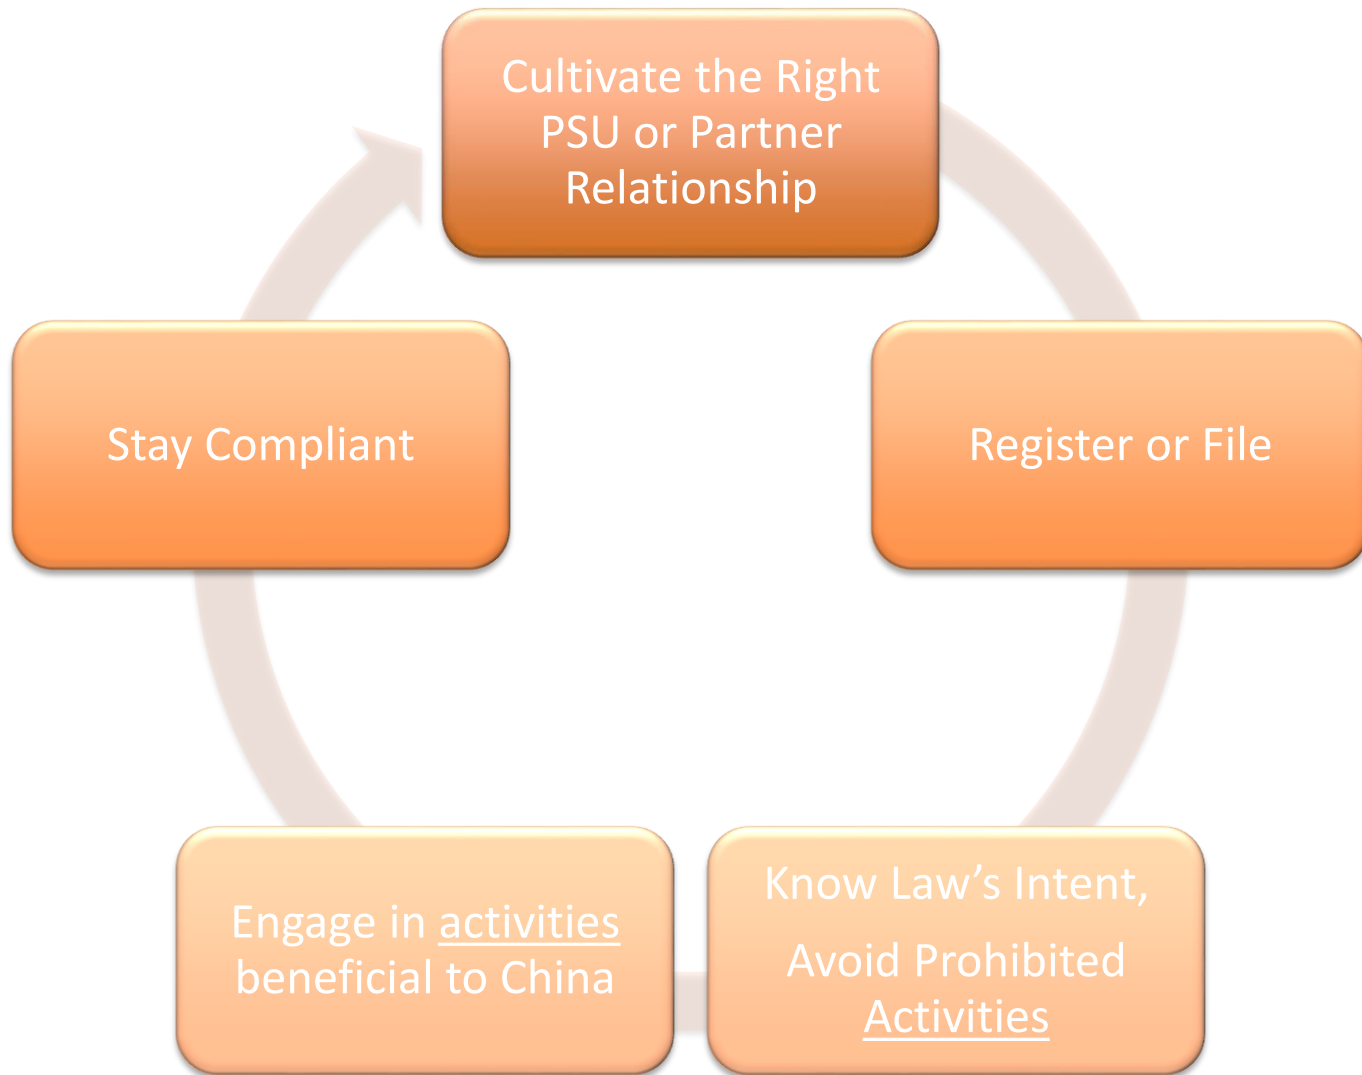 Cultivate the Right
PSU or Partner
Relationship
Register or File
Know Law’s Intent,
Avoid Prohibited
Activities
Engage in activities
beneficial to China
Stay Compliant